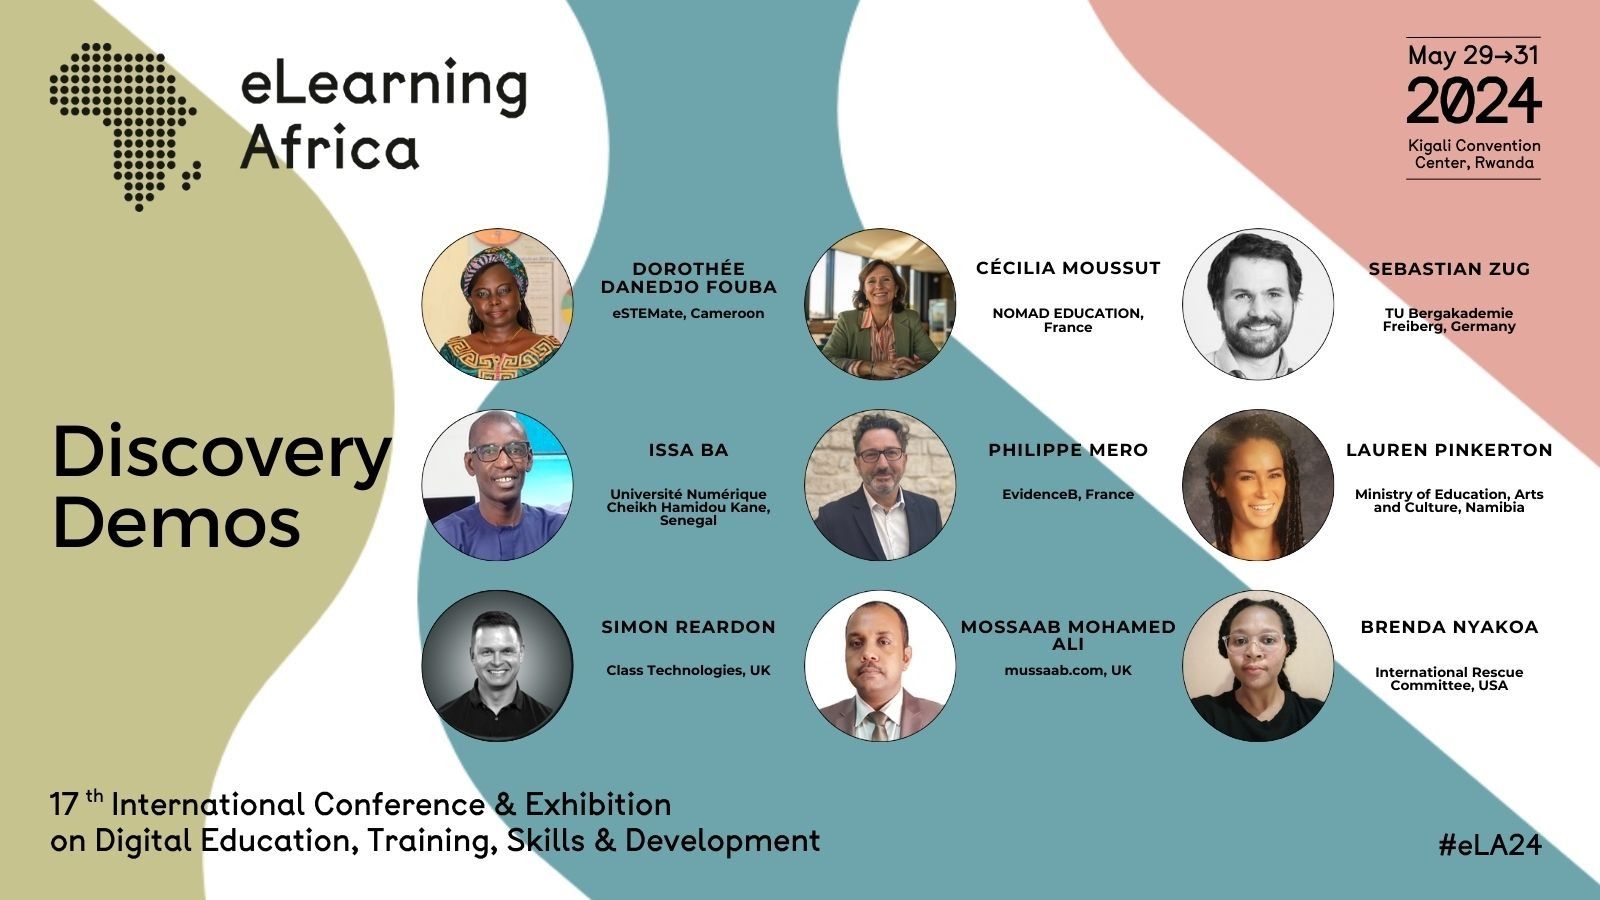 eLearning
Africa
May 29→31
2024
Kigali Convention
Center, Rwanda
Discovery
Demos
DOROTHÉE
DANEDJO FOUBA
eSTEMate, Cameroon
CÉCILIA MOUSSUT
NOMAD EDUCATION,
France
SEBASTIAN ZUG
TU Bergakademie
Freiberg, Germany
ISSA BA
Université Numérique
Cheikh Hamidou Kane,
Senegal
PHILIPPE MERO
EvidenceB, France
LAUREN PINKERTON
Ministry of Education, Arts
and Culture, Namibia
SIMON REARDON
Class Technologies, UK
MOSSAAB MOHAMED
ALI
mussaab.com, UK
BRENDA NYAKOA
International Rescue
Committee, USA
17 th International Conference & Exhibition
on Digital Education, Training, Skills & Development
#eLA24